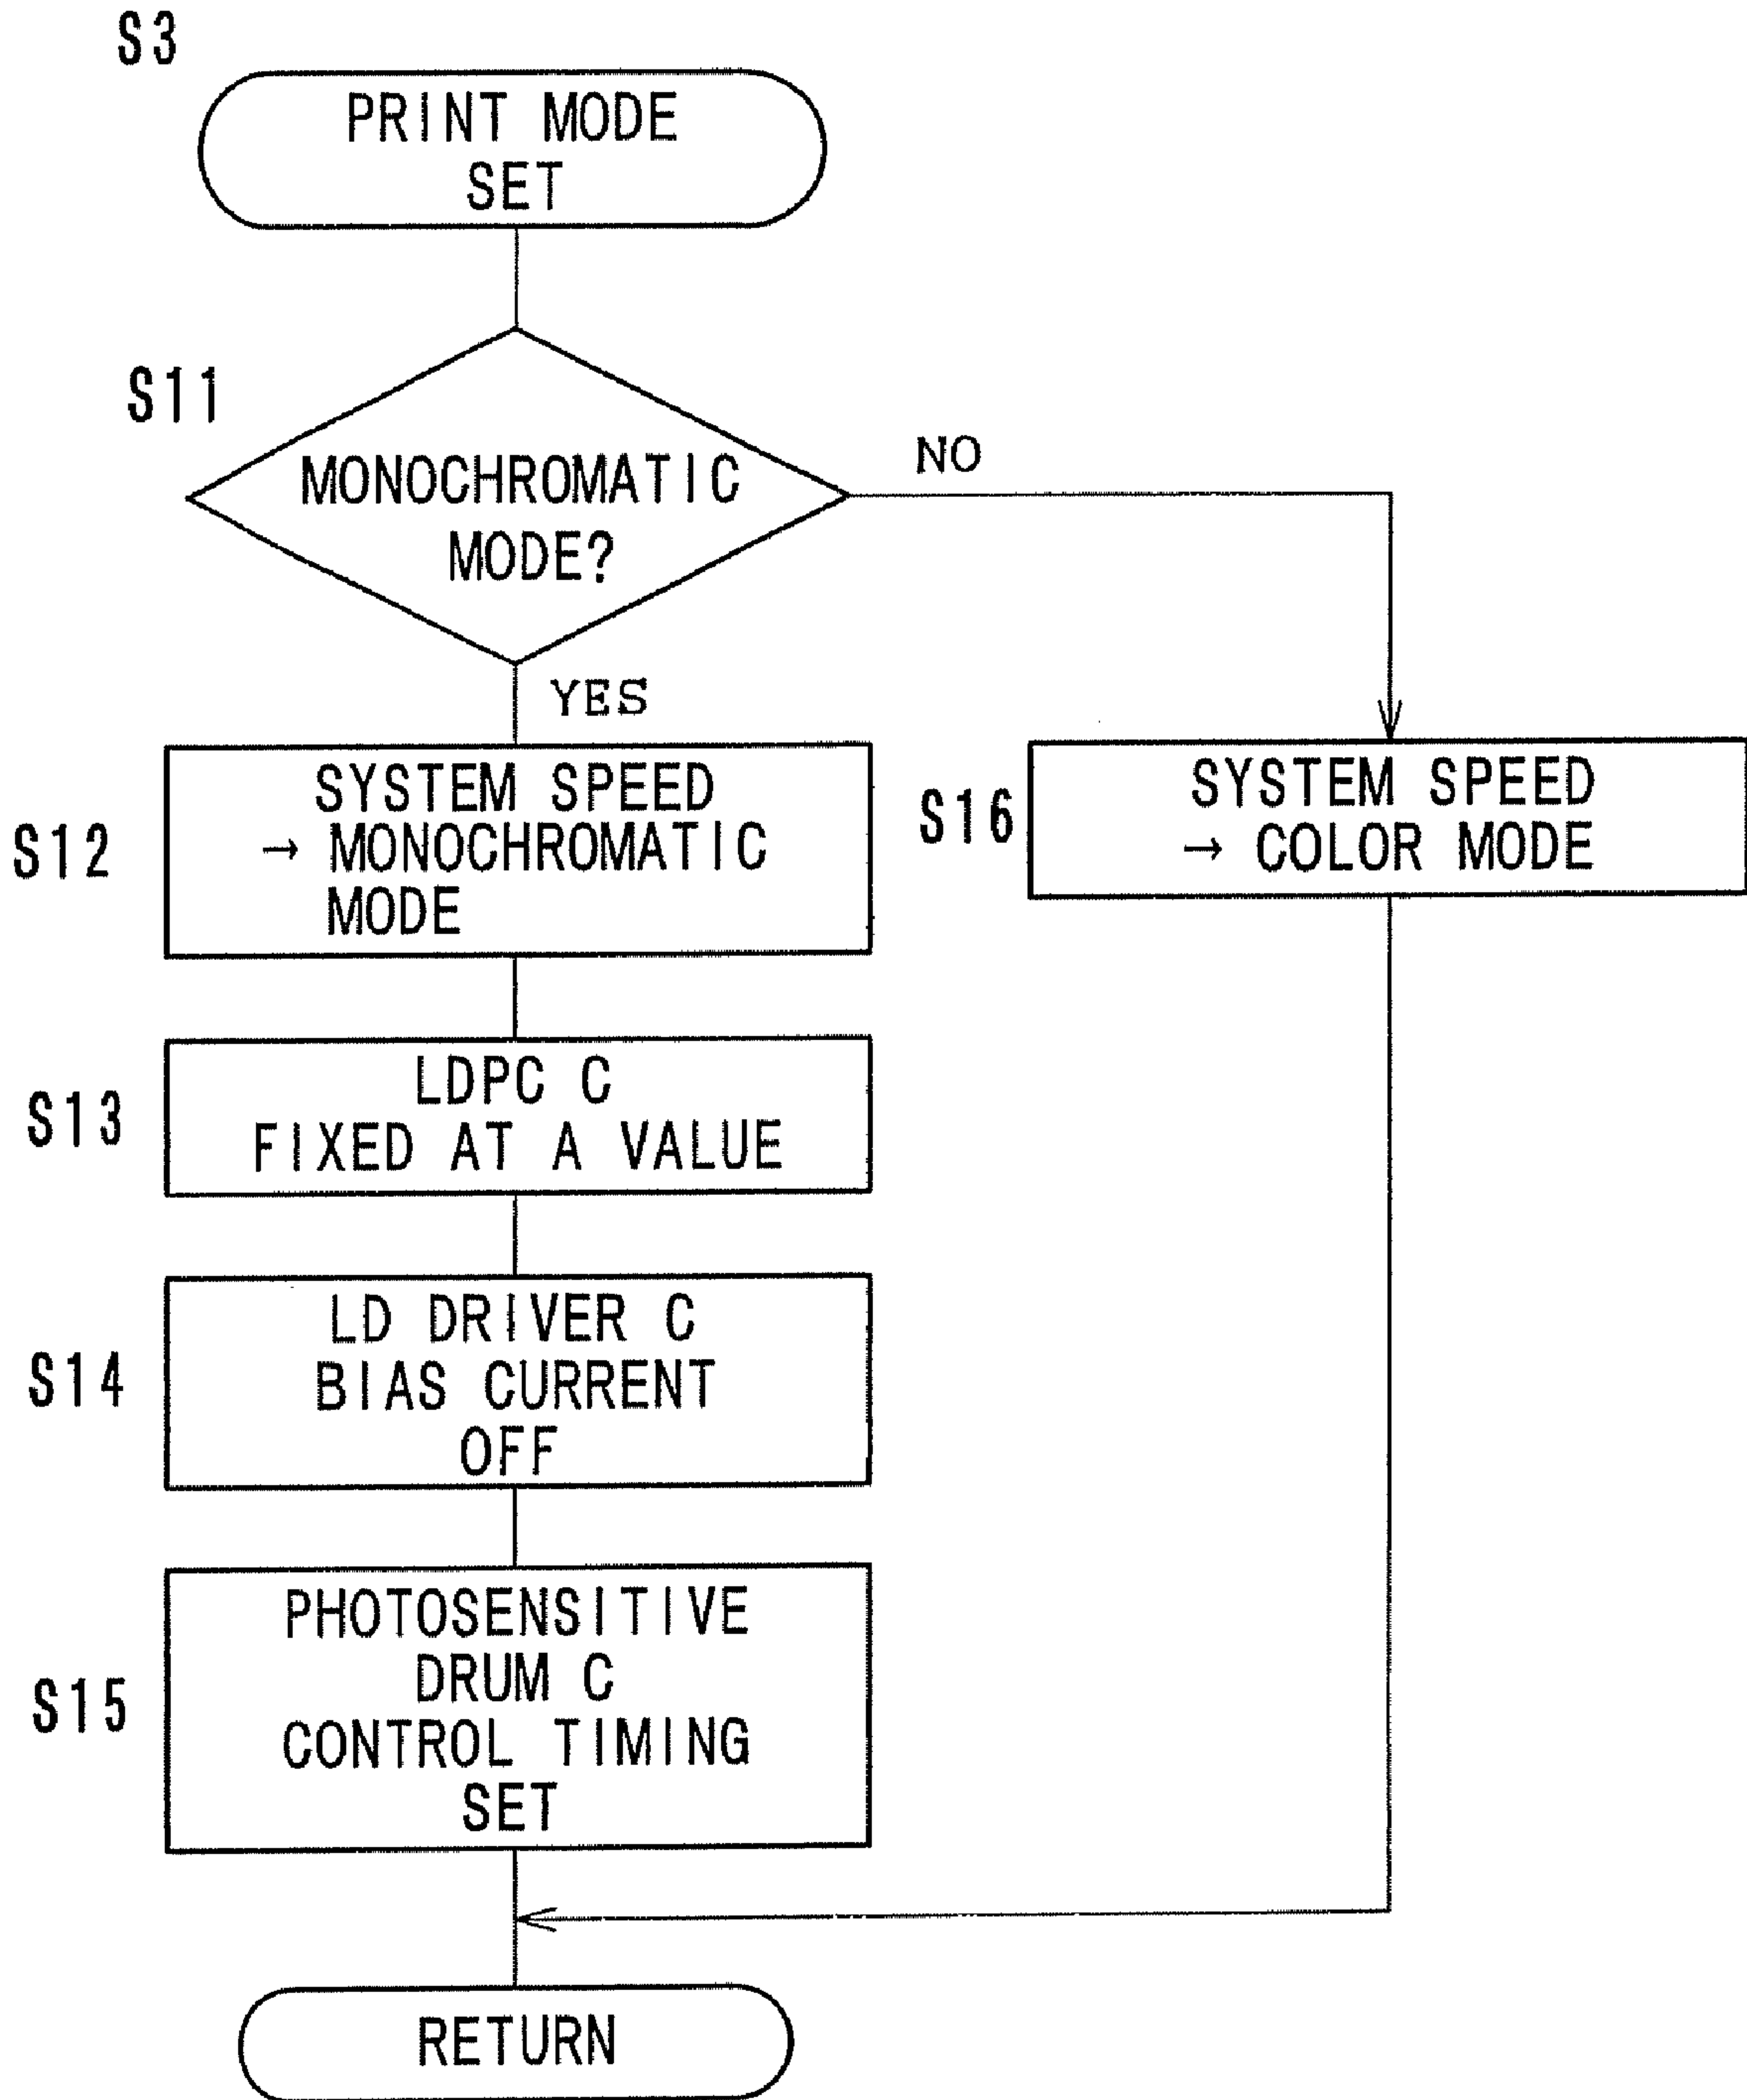 S3
PRINT MODE
SET
S11
MONOCHROMATIC
MODE?
NO
YES
S12
SYSTEM SPEED
→ MONOCHROMATIC
MODE
S16
SYSTEM SPEED
→ COLOR MODE
S13
LDPC C
FIXED AT A VALUE
S14
LD DRIVER C
BIAS CURRENT
OFF
S15
PHOTOSENSITIVE
DRUM C
CONTROL TIMING
SET
RETURN